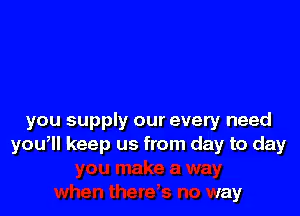 you supply our every need
you'll keep us from day to day
you make a way
when there's no way